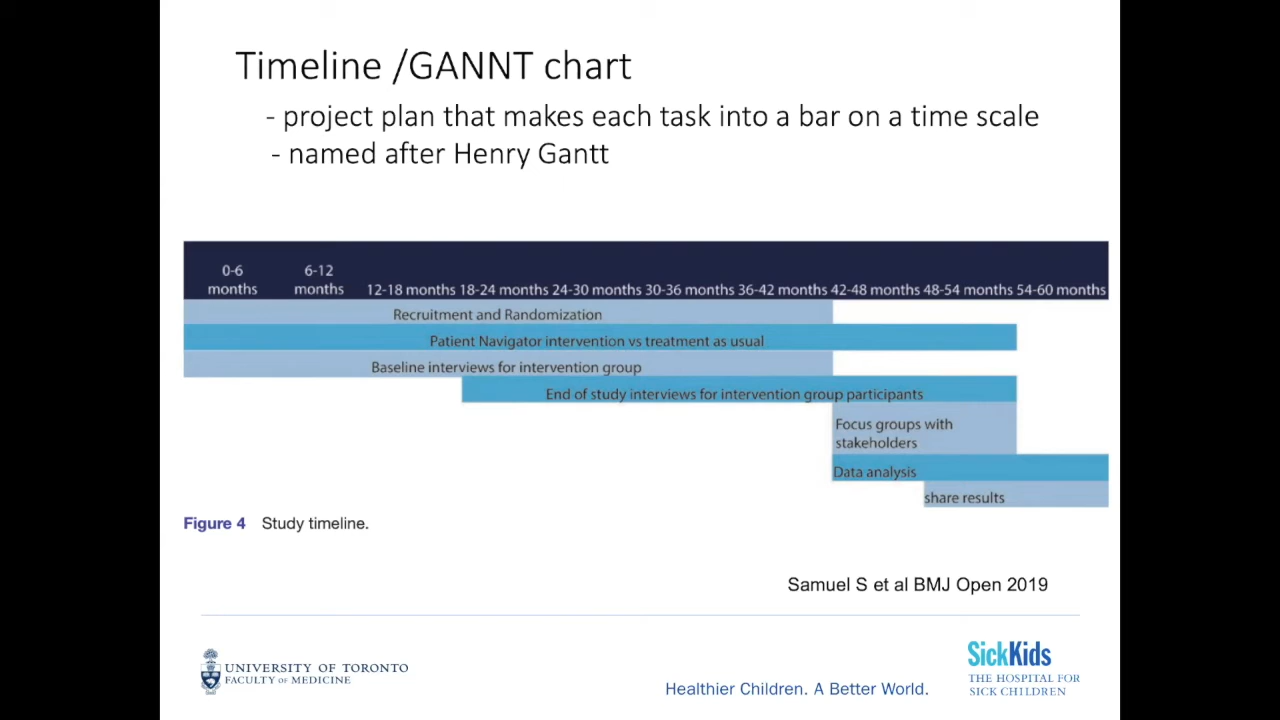 Timeline /GANNT chart
- project plan that makes each task into a bar on a time scale
- named after Henry Gantt
0-6 months
6-12 months
12-18 months 18-24 months 24-30 months 30-36 months 36-42 months 42-48 months 48-54 months 54-60 months
Recruitment and Randomization
Patient Navigator intervention vs treatment as usual
Baseline interviews for intervention group
End of study interviews for intervention group participants
Focus groups with
stakeholders
Data analysis
share results
Figure 4 Study timeline.
Samuel S et al BMJ Open 2019
UNIVERSITY OF TORONTO
FACULTY OF MEDICINE
Healthier Children. A Better World.
SickKids
THE HOSPITAL FOR
SICK CHILDREN